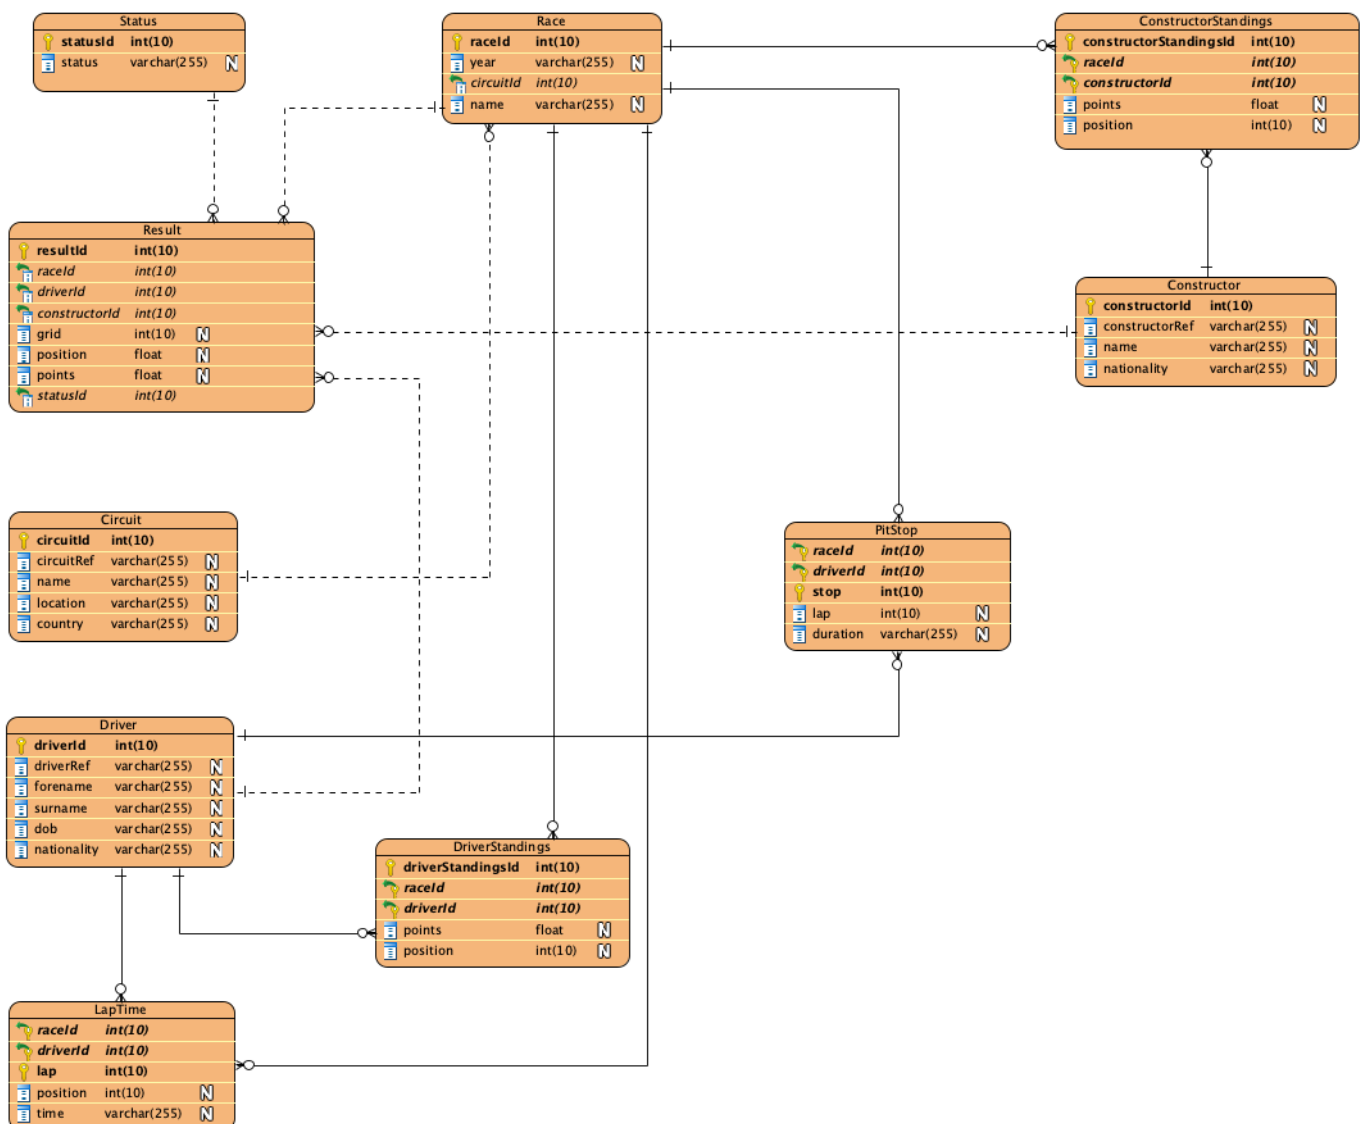 Status
statusId int(10)
status varchar(255) N
Race
raceId int(10)
year varchar(255) N
circuitId int(10)
name varchar(255) N
ConstructorStandings
constructorStandingsId int(10)
raceId int(10)
constructorId int(10)
points float N
position int(10) N
Result
resultId int(10)
raceId int(10)
driverId int(10)
constructorId int(10)
grid int(10) N
position float N
points float N
statusId int(10)
Constructor
constructorId int(10)
constructorRef varchar(255) N
name varchar(255) N
nationality varchar(255) N
Circuit
circuitId int(10)
circuitRef varchar(255) N
name varchar(255) N
location varchar(255) N
country varchar(255) N
PitStop
raceId int(10)
driverId int(10)
stop int(10)
lap int(10) N
duration varchar(255) N
Driver
driverId int(10)
driverRef varchar(255) N
forename varchar(255) N
surname varchar(255) N
dob varchar(255) N
nationality varchar(255) N
DriverStandings
driverStandingsId int(10)
raceId int(10)
driverId int(10)
points float N
position int(10) N
LapTime
raceId int(10)
driverId int(10)
lap int(10)
position int(10) N
time varchar(255) N